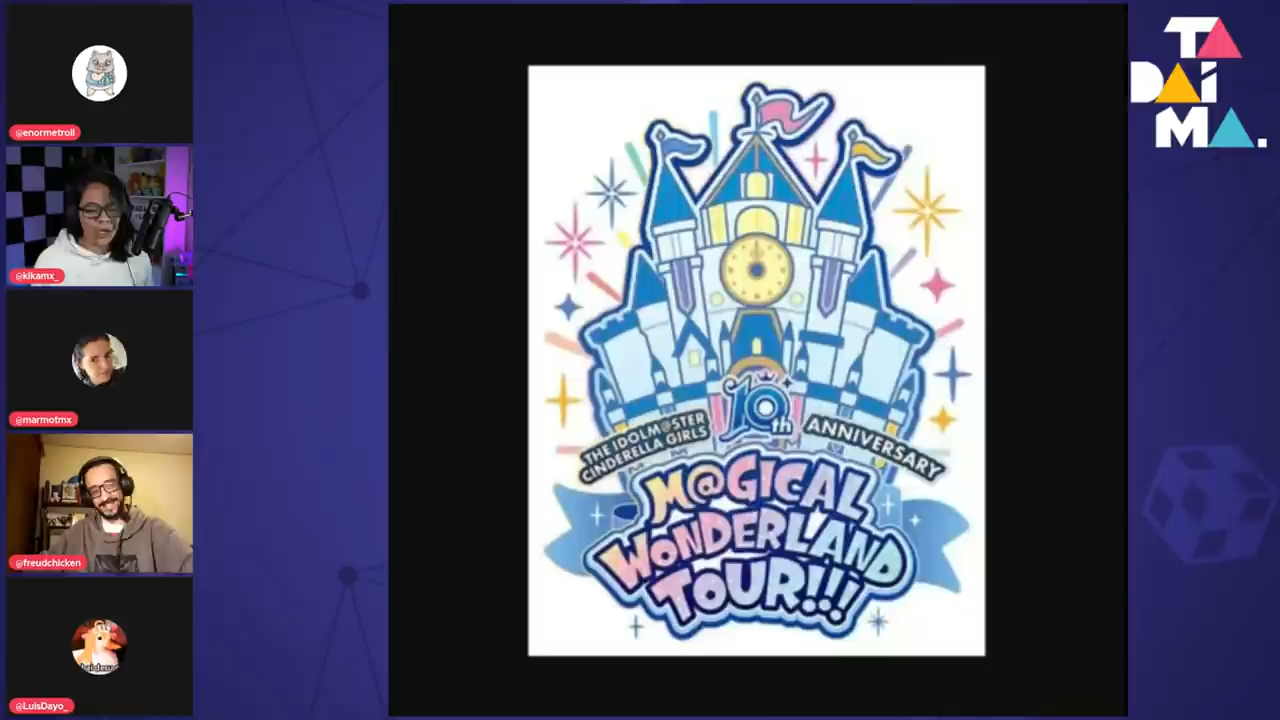 @enormetroll
@kikamx_
@marmotmx
@freudchicken
@LuisDayo_
10th
THE IDOLM@STER
CINDERELLA GIRLS
ANNIVERSARY
M@GICAL
WONDERLAND
TOUR!!!
TA
DAI
MA.